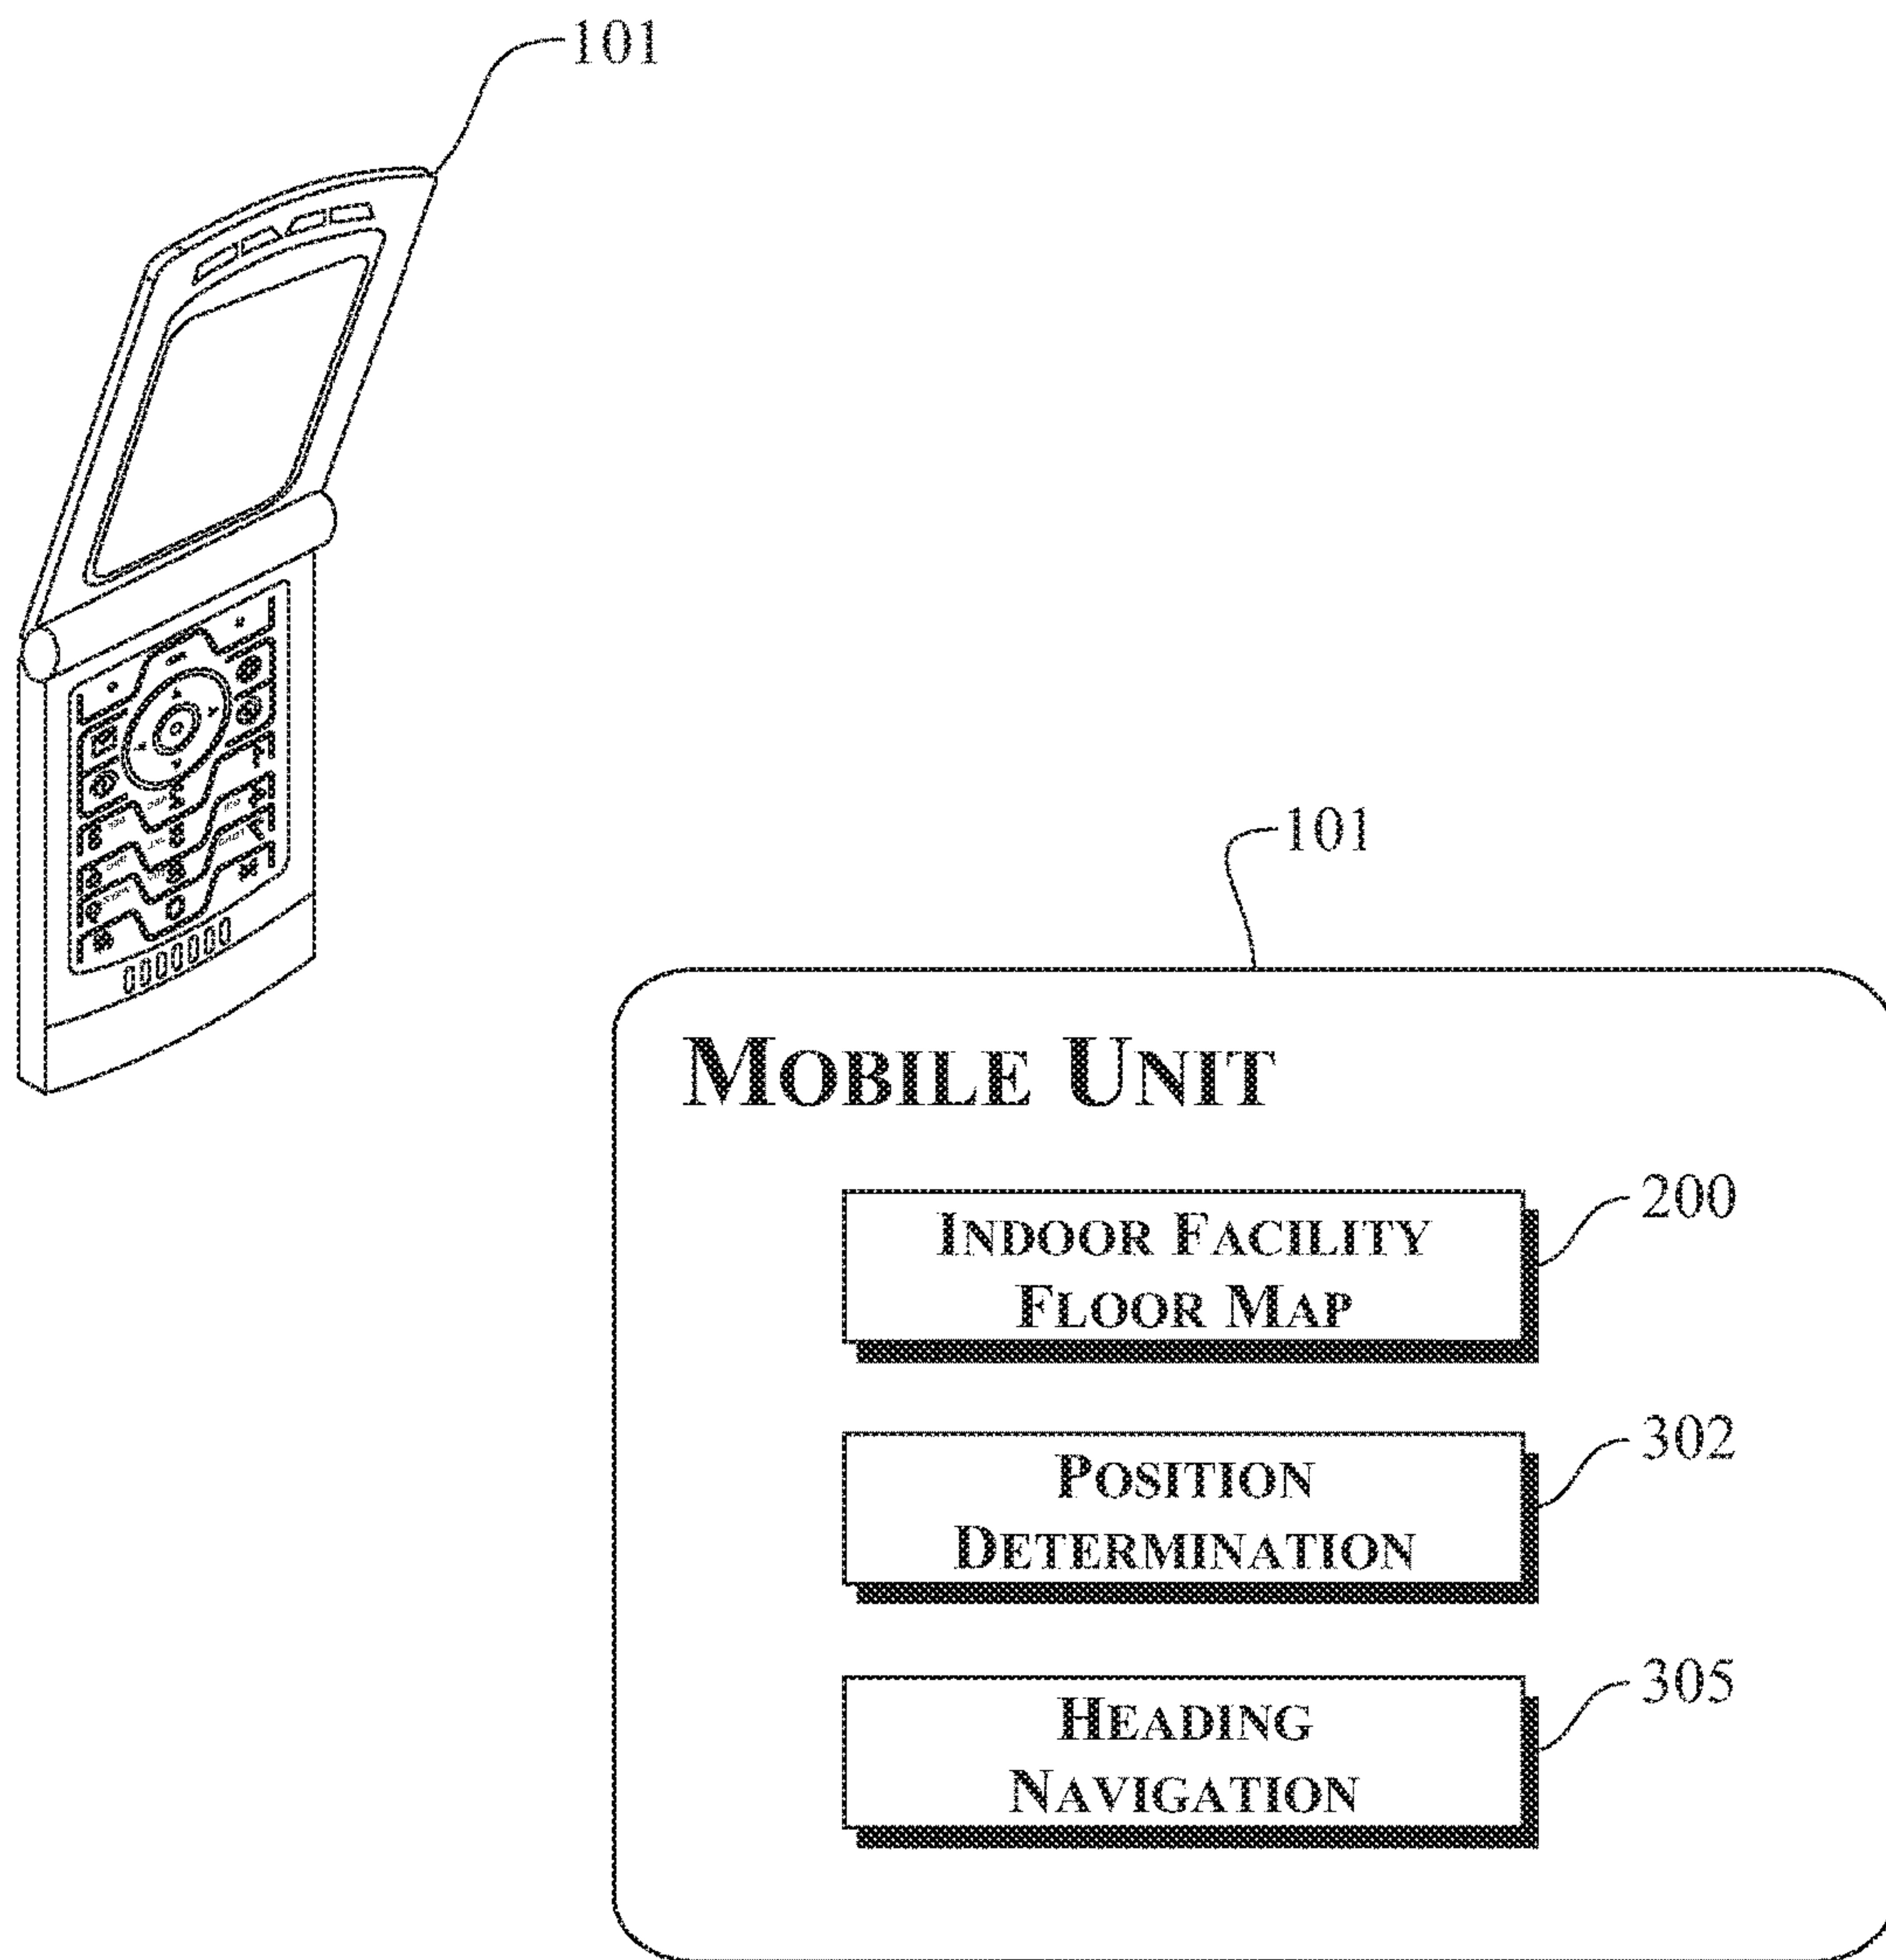 101
101
MOBILE UNIT
INDOOR FACILITY
FLOOR MAP
200
POSITION
DETERMINATION
302
HEADING
NAVIGATION
305